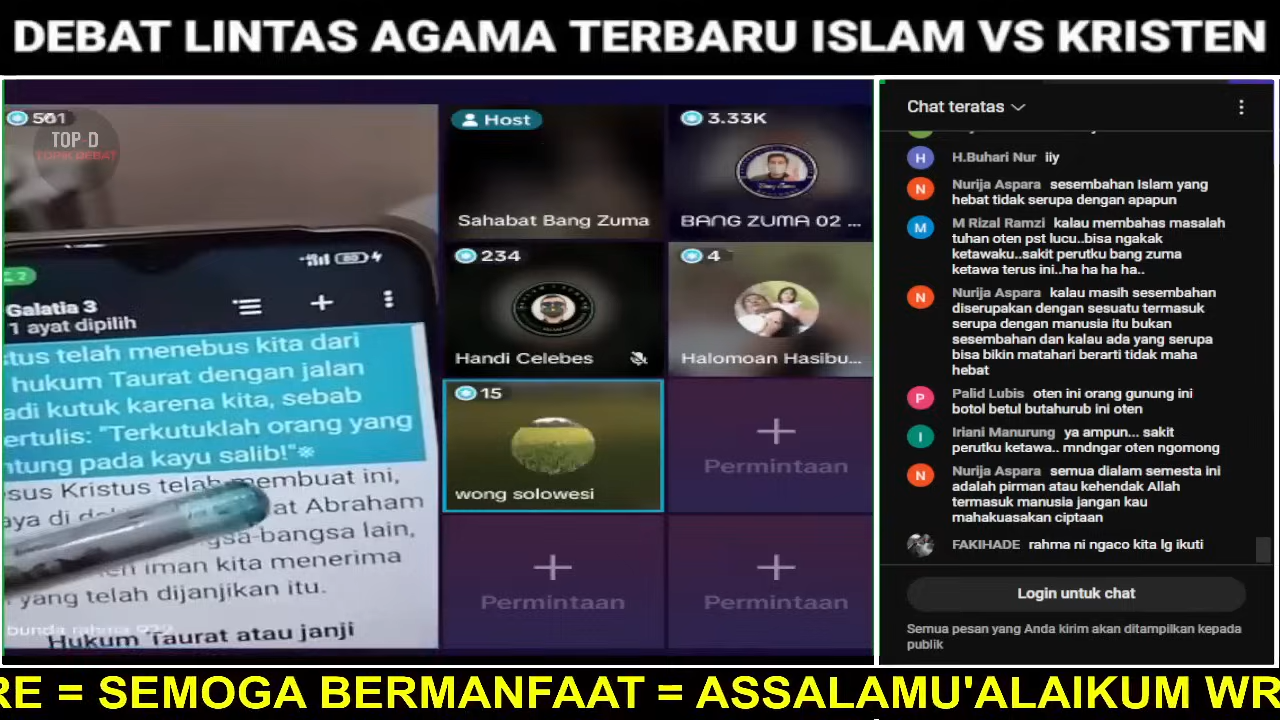 DEBAT LINTAS AGAMA TERBARU ISLAM VS KRISTEN
TOP-D
TOPIK DEBAT
Galatia 3
1 ayat dipilih
stus telah menebus kita dari
hukum Taurat dengan jalan
adi kutuk karena kita, sebab
ertulis: "Terkutuklah orang yang
ntung pada kayu salib!"※
sus Kristus telah membuat ini,
aya di
at Abraham
gsa-bangsa lain,
iman kita menerima
yang telah dijanjikan itu.
bunda rahma 929
Hukum Taurat atau janji
Host
Sahabat Bang Zuma
3.33K
BANG ZUMA 02 ...
234
Handi Celebes
4
Halomoan Hasibu...
15
wong solowesi
Permintaan
Permintaan
Permintaan
Chat teratas
H.Buhari Nur iiy
Nurija Aspara sesembahan Islam yang
hebat tidak serupa dengan apapun
M Rizal Ramzi kalau membahas masalah
tuhan oten pst lucu..bisa ngakak
ketawaku..sakit perutku bang zuma
ketawa terus ini..ha ha ha ha..
Nurija Aspara kalau masih sesembahan
diserupakan dengan sesuatu termasuk
serupa dengan manusia itu bukan
sesembahan dan kalau ada yang serupa
bisa bikin matahari berarti tidak maha
hebat
Palid Lubis oten ini orang gunung ini
botol betul butahurub ini oten
Iriani Manurung ya ampun... sakit
perutku ketawa.. mndngar oten ngomong
Nurija Aspara semua dialam semesta ini
adalah pirman atau kehendak Allah
termasuk manusia jangan kau
mahakuasakan ciptaan
FAKIHADE rahma ni ngaco kita lg ikuti
Login untuk chat
Semua pesan yang Anda kirim akan ditampilkan kepada
publik
RE = SEMOGA BERMANFAAT = ASSALAMU'ALAIKUM WR